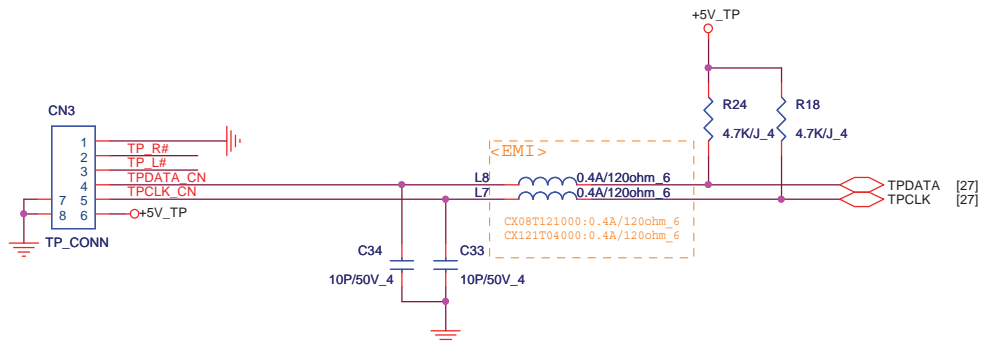 +5V_TP
CN3
R24
R18
4.7K/J_4
4.7K/J_4
1
TP_R#
2
TP_L#
3
TPDATA_CN
4
TPCLK_CN
7 5
8 6
+5V_TP
TP_CONN
<EMI>
L8 0.4A/120ohm_6
L7 0.4A/120ohm_6
CX08T121000:0.4A/120ohm_6
CX121T04000:0.4A/120ohm_6
TPDATA [27]
TPCLK [27]
C34
C33
10P/50V_4
10P/50V_4